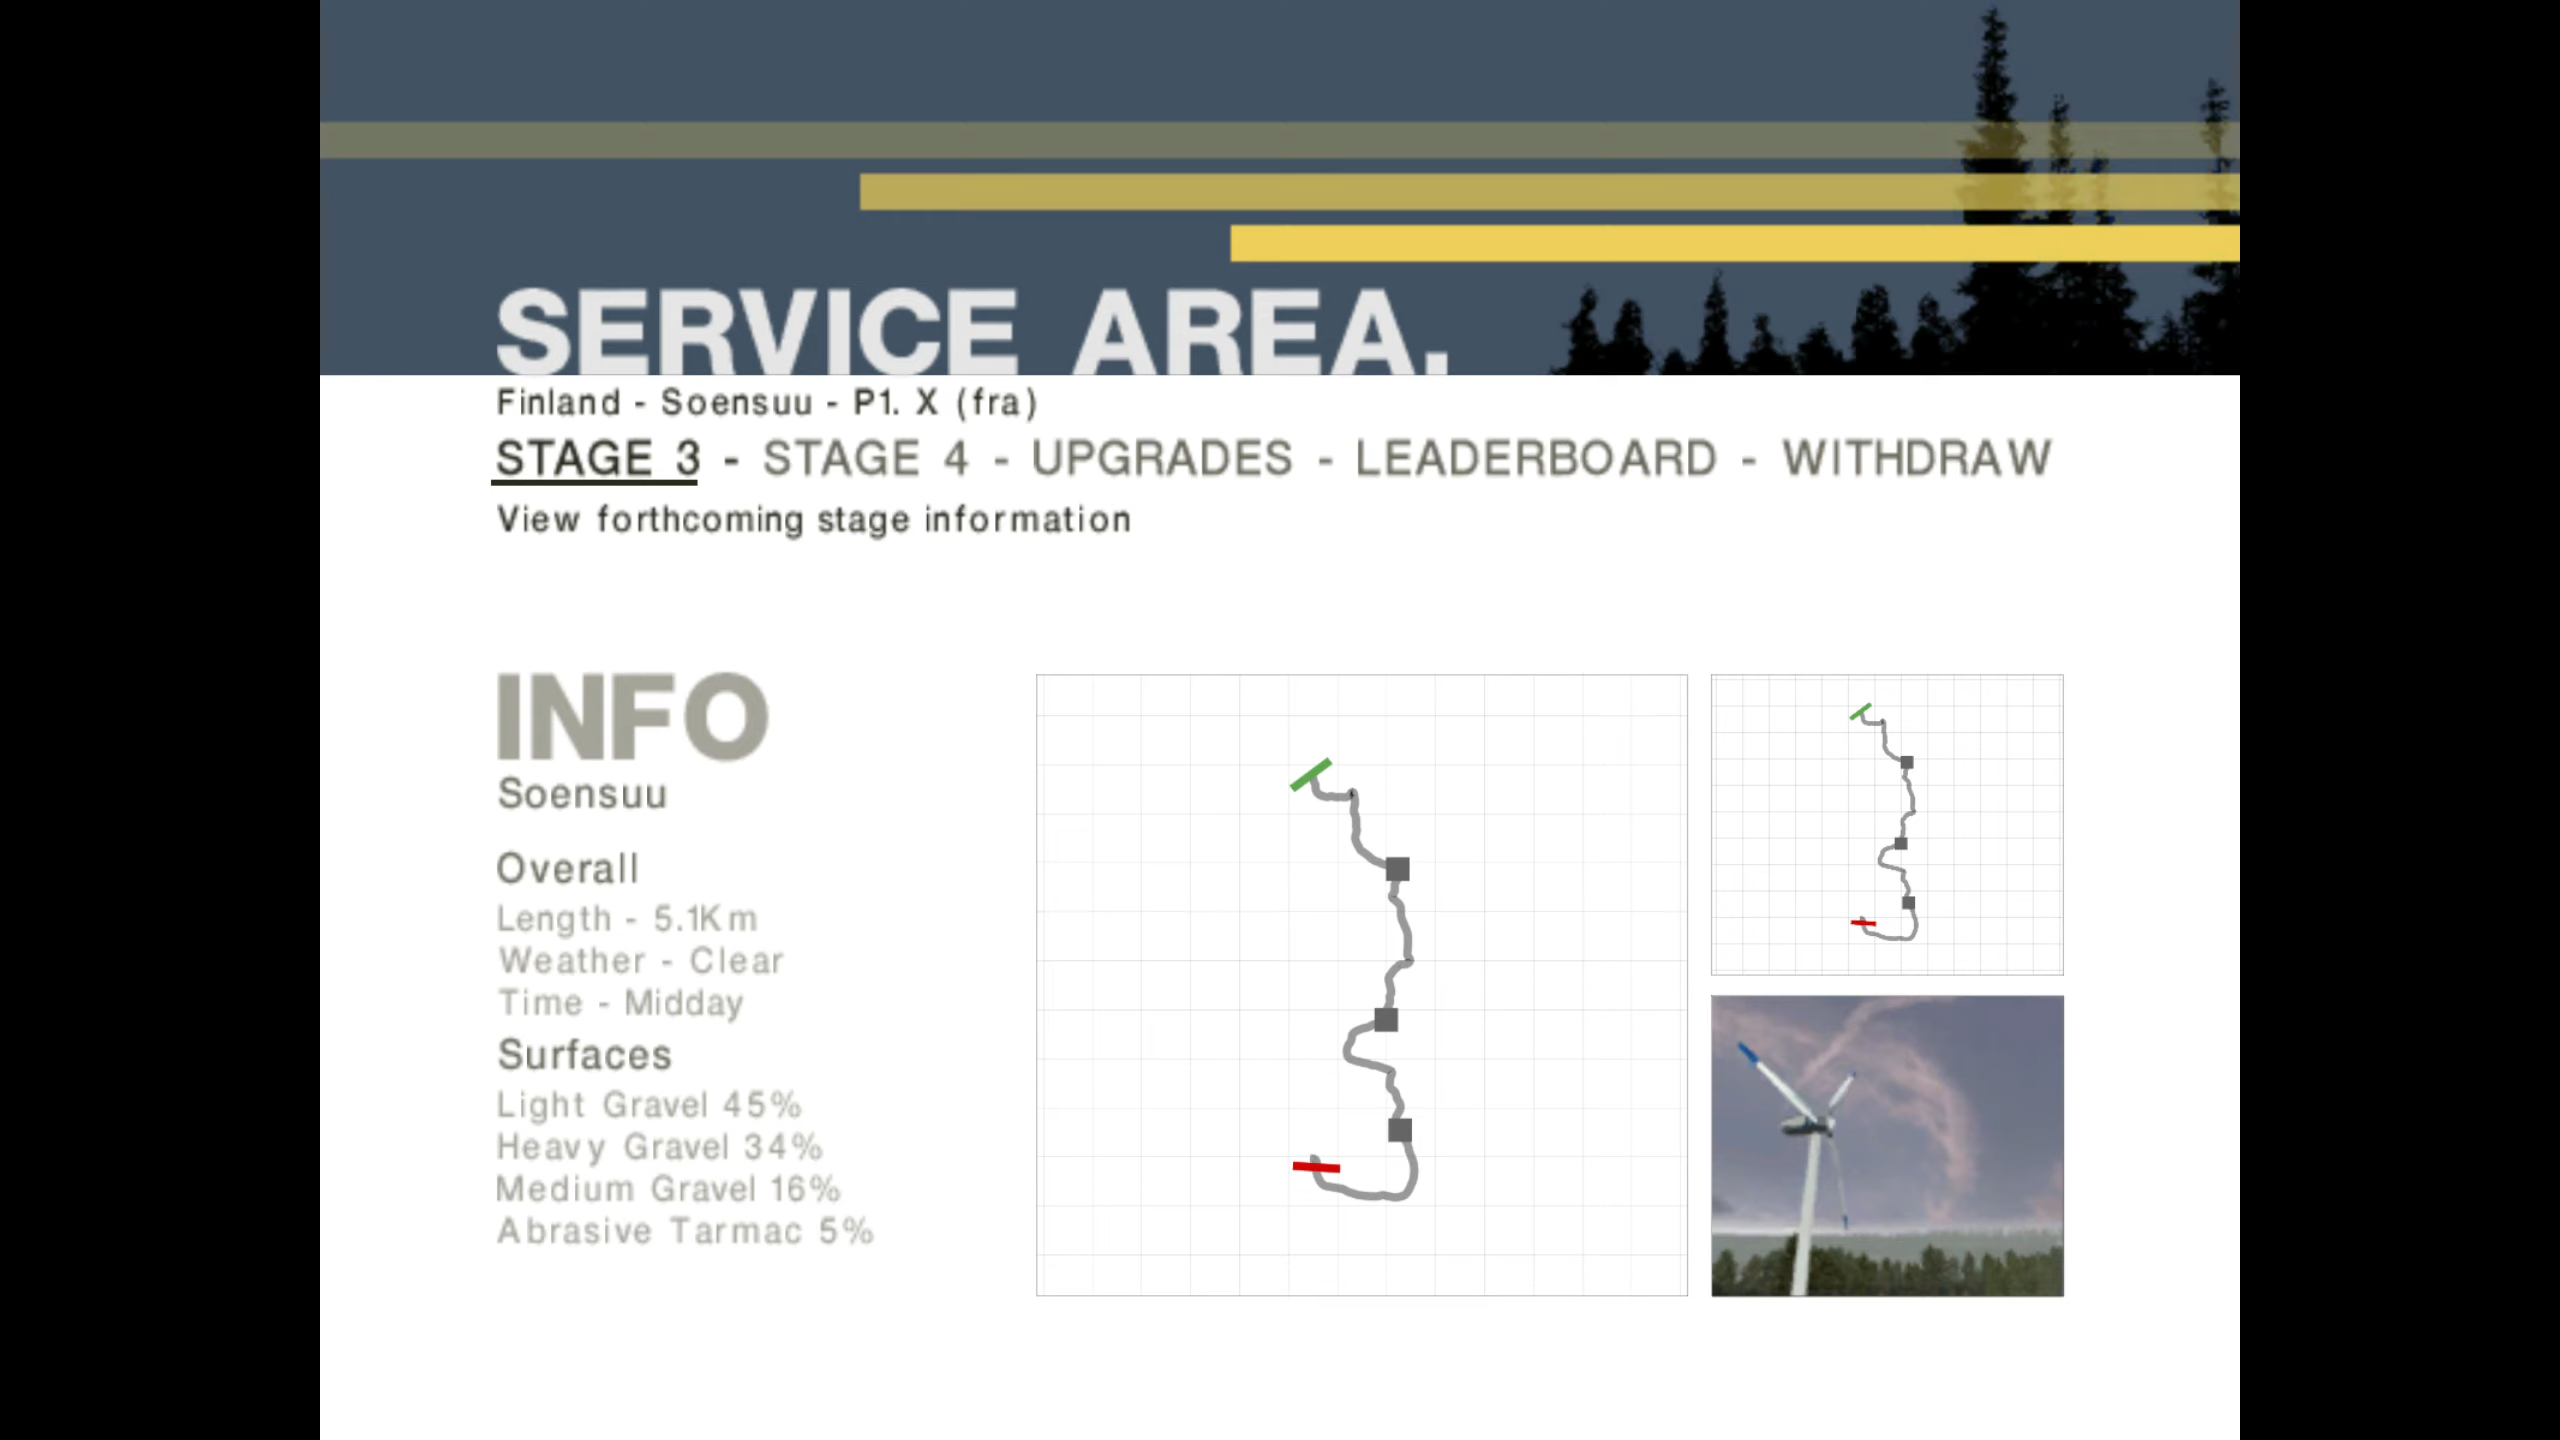 SERVICE AREA.
Finland - Soensuu - P1. X (fra)
STAGE 3 - STAGE 4 - UPGRADES - LEADERBOARD - WITHDRAW
View forthcoming stage information
INFO
Soensuu
Overall
Length - 5.1Km
Weather - Clear
Time - Midday
Surfaces
Light Gravel 45%
Heavy Gravel 34%
Medium Gravel 16%
Abrasive Tarmac 5%